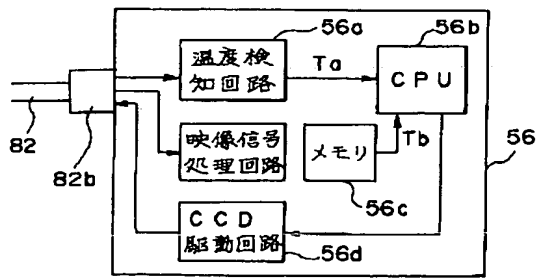 56a
56b
温度検
知回路
Ta
CPU
82
82b
映像信号
処理回路
メモリ
Tb
56
56c
CCD
駆動回路
56d